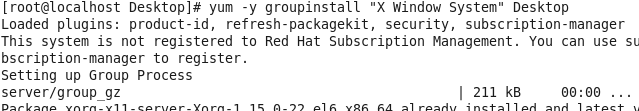 [root@localhost Desktop]# yum -y groupinstall "X Window System" Desktop
Loaded plugins: product-id, refresh-packagekit, security, subscription-manager
This system is not registered to Red Hat Subscription Management. You can use su
bscription-manager to register.
Setting up Group Process
server/group_gz | 211 kB 00:00 ...
Package xorg-x11-server-Xorg-1.15.0-22.el6.x86_64 already installed and latest v